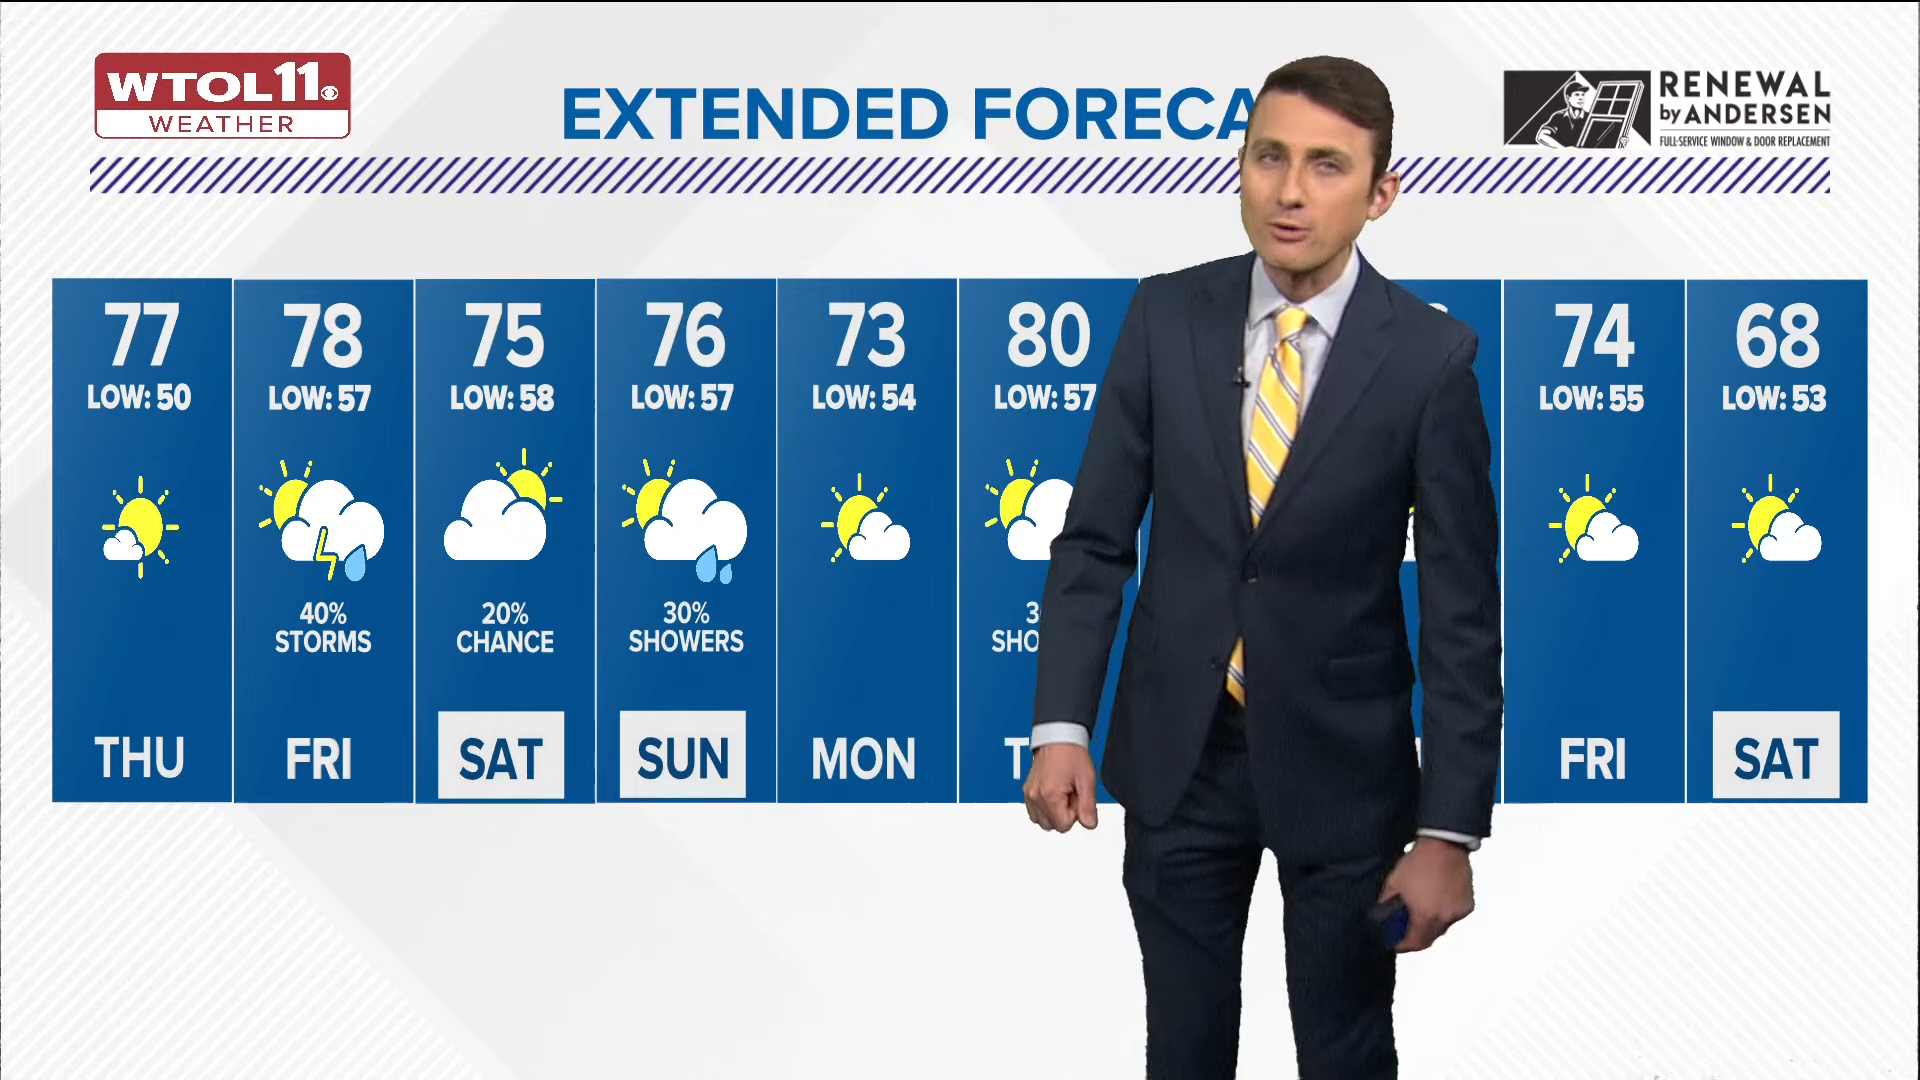 WTOL11
WEATHER
EXTENDED FORECA
RENEWAL
by ANDERSEN
FULL-SERVICE WINDOW & DOOR REPLACEMENT
77 78 75 76 73 80 74 68
LOW: 50 LOW: 57 LOW: 58 LOW: 57 LOW: 54 LOW: 57 LOW: 55 LOW: 53
40% 20% 30%
STORMS CHANCE SHOWERS
THU FRI SAT SUN MON FRI SAT